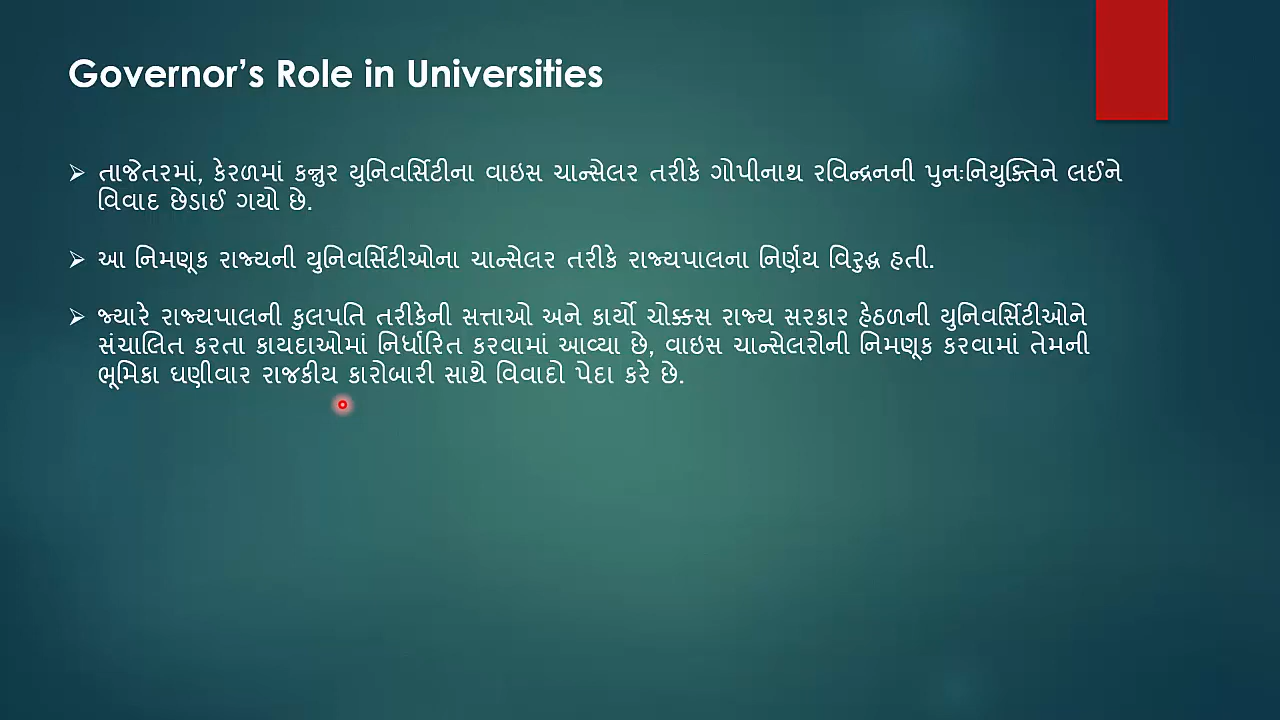 Governor’s Role in Universities
➢ તાજેતરમાં, કેરળમાં કન્નુર યુનિવર્સિટીના વાઇસ ચાન્સેલર તરીકે ગોપીનાથ રવિન્દ્રનની પુનઃનિયુક્તિને લઈને
વિવાદ છેડાઈ ગયો છે.
➢ આ નિમણૂક રાજ્યની યુનિવર્સિટીઓના ચાન્સેલર તરીકે રાજ્યપાલના નિર્ણય વિરુદ્ધ હતી.
➢ જ્યારે રાજ્યપાલની કુલપતિ તરીકેની સત્તાઓ અને કાર્યો ચોક્કસ રાજ્ય સરકાર હેઠળની યુનિવર્સિટીઓને
સંચાલિત કરતા કાયદાઓમાં નિર્ધારિત કરવામાં આવ્યા છે, વાઇસ ચાન્સેલરોની નિમણૂક કરવામાં તેમની
ભૂમિકા ઘણીવાર રાજકીય કારોબારી સાથે વિવાદો પેદા કરે છે.